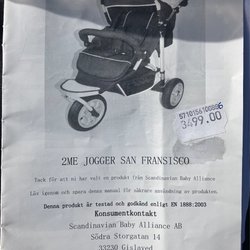 5710156100886
3499.00
2ME JOGGER SAN FRANSISCO
Tack för att ni har valt en produkt från Scandinavian Baby Alliance
Läs igenom och spara denna manual för säkrare användning av produkten.
Denna produkt är testad och godkänd enligt EN 1888:2003
Konsumentkontakt
Scandinavian Baby Alliance AB
Södra Storgatan 14
33230 Gislaved